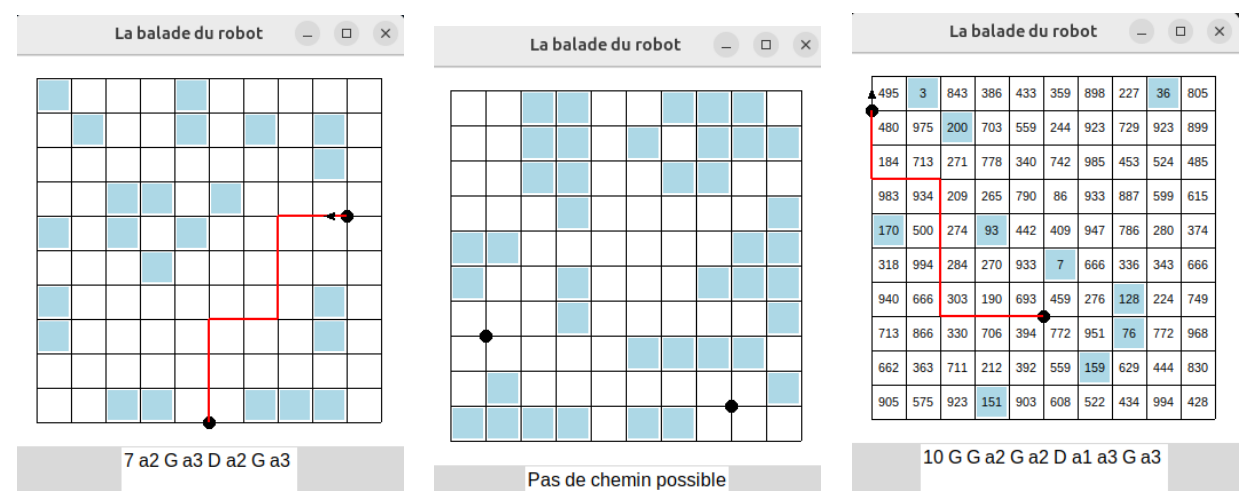 La balade du robot
7 a2 G a3 D a2 G a3
La balade du robot
Pas de chemin possible
La balade du robot
495 3 843 386 433 359 898 227 36 805
480 975 200 703 559 244 923 729 923 899
184 713 271 778 340 742 985 453 524 485
983 934 209 265 790 86 933 887 599 615
170 500 274 93 442 409 947 786 280 374
318 994 284 270 933 7 666 336 343 666
940 666 303 190 693 459 276 128 224 749
713 866 330 706 394 772 951 76 772 968
662 363 711 212 392 559 159 629 444 830
905 575 923 151 903 608 522 434 994 428
10 G G a2 G a2 D a1 a3 G a3